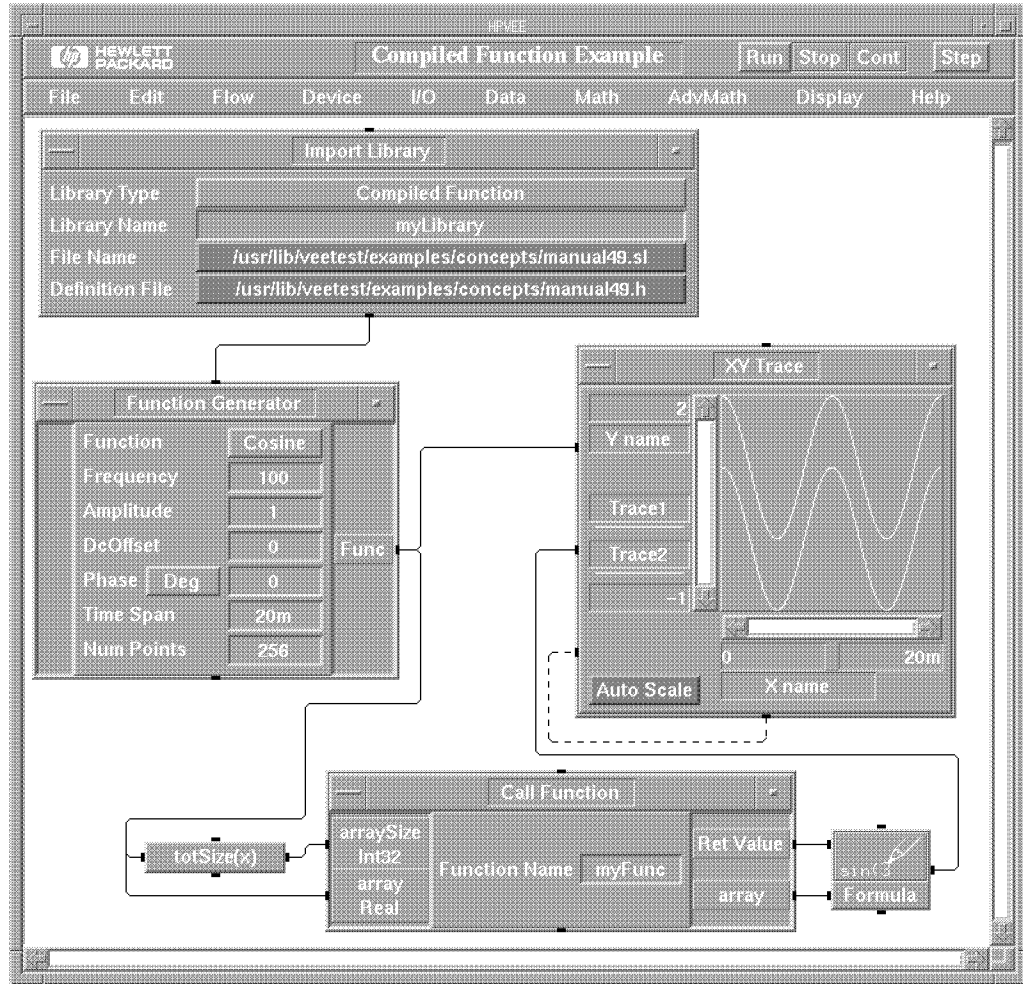 HPVEE
hp HEWLETT PACKARD
Compiled Function Example
Run Stop Cont Step
File Edit Flow Device I/O Data Math AdvMath Display Help
Import Library
Library Type Compiled Function
Library Name myLibrary
File Name /usr/lib/veetest/examples/concepts/manual49.sl
Definition File /usr/lib/veetest/examples/concepts/manual49.h
Function Generator
Function Cosine
Frequency 100
Amplitude 1
DcOffset 0
Phase Deg 0
Time Span 20m
Num Points 256
Func
XY Trace
2
Y name
Trace1
Trace2
-1
0 20m
Auto Scale
X name
totSize(x)
Call Function
arraySize
Int32
array
Real
Function Name myFunc
Ret Value
array
sin(3
Formula